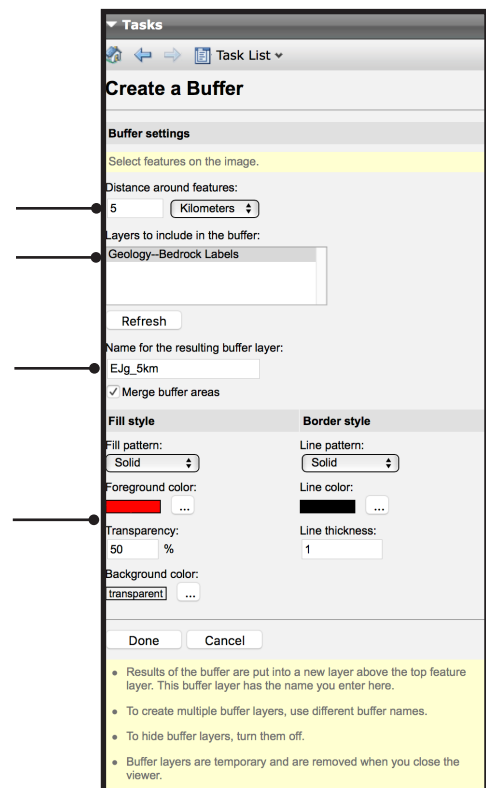 Tasks
Task List
Create a Buffer
Buffer settings
Select features on the image.
Distance around features:
5 Kilometers
Layers to include in the buffer:
Geology--Bedrock Labels
Refresh
Name for the resulting buffer layer:
EJg_5km
Merge buffer areas
Fill style Border style
Fill pattern: Line pattern:
Solid Solid
Foreground color: Line color:
... ...
Transparency: Line thickness:
50 % 1
Background color:
transparent ...
Done Cancel
Results of the buffer are put into a new layer above the top feature
layer. This buffer layer has the name you enter here.
To create multiple buffer layers, use different buffer names.
To hide buffer layers, turn them off.
Buffer layers are temporary and are removed when you close the
viewer.